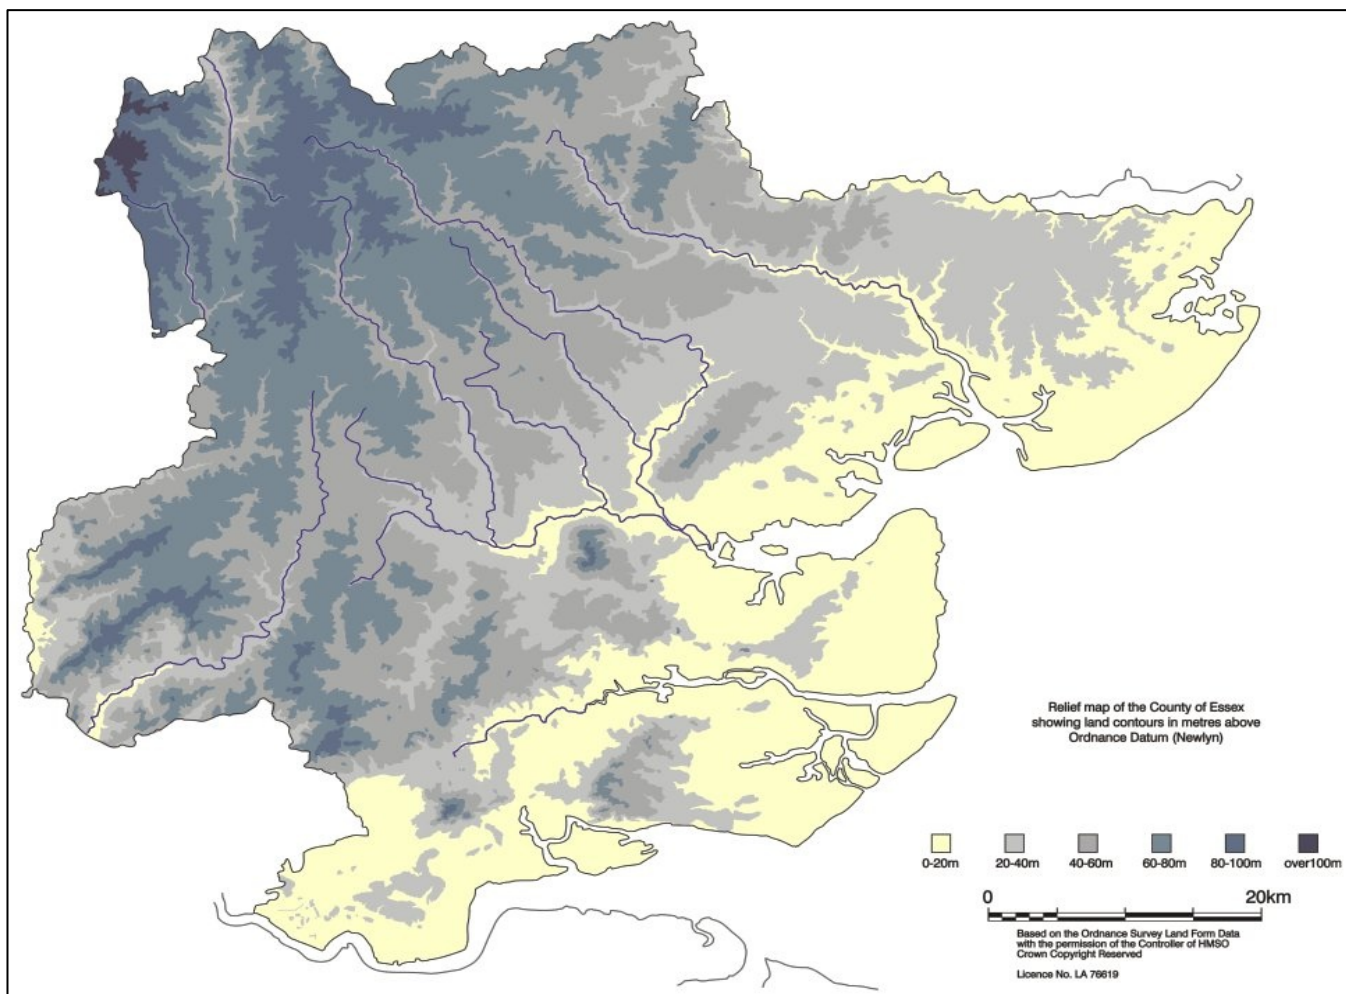 Relief map of the County of Essex
showing land contours in metres above
Ordnance Datum (Newlyn)
0-20m 20-40m 40-60m 60-80m 80-100m over100m
0 20km
Based on the Ordnance Survey Land Form Data
with the permission of the Controller of HMSO
Crown Copyright Reserved
Licence No. LA 76619